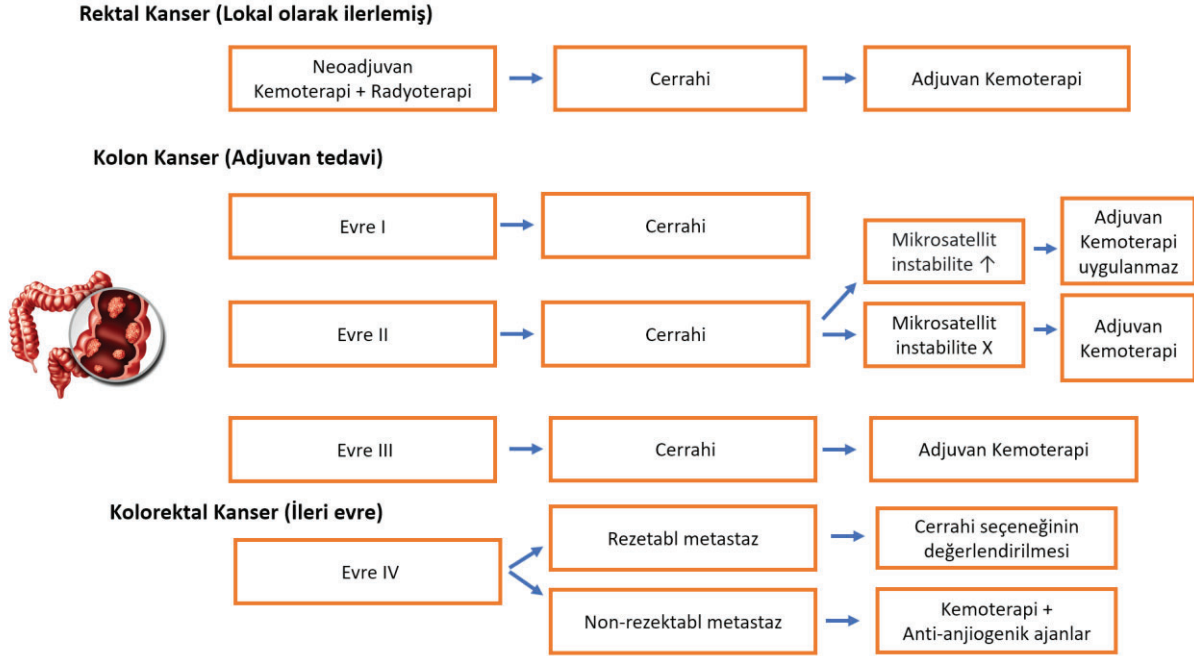 Rektal Kanser (Lokal olarak ilerlemiş)
Neoadjuvan
Kemoterapi + Radyoterapi
Cerrahi
Adjuvan Kemoterapi
Kolon Kanser (Adjuvan tedavi)
Evre I
Cerrahi
Evre II
Cerrahi
Mikrosatellit
instabilite ↑
Adjuvan
Kemoterapi
uygulanmaz
Mikrosatellit
instabilite X
Adjuvan
Kemoterapi
Evre III
Cerrahi
Adjuvan Kemoterapi
Kolorektal Kanser (İleri evre)
Evre IV
Rezetabl metastaz
Cerrahi seçeneğinin
değerlendirilmesi
Non-rezektabl metastaz
Kemoterapi +
Anti-anjiogenik ajanlar